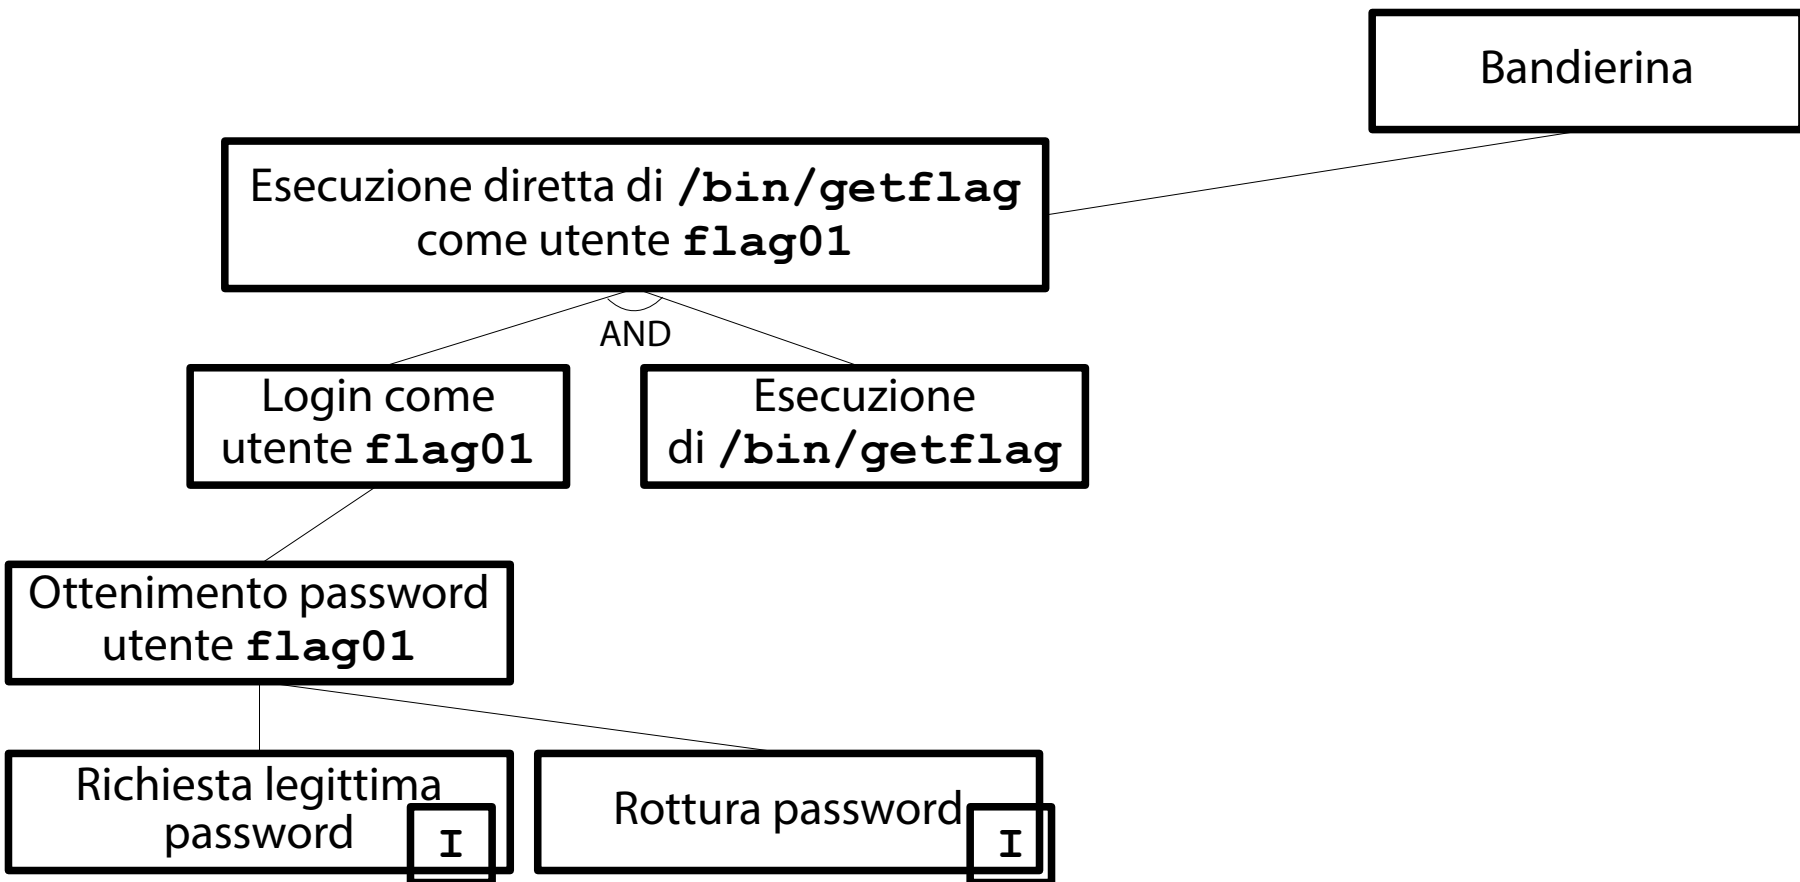 Bandierina
Esecuzione diretta di /bin/getflag
come utente flag01
AND
Login come
utente flag01
Esecuzione
di /bin/getflag
Ottenimento password
utente flag01
Richiesta legittima
password
I
Rottura password
I